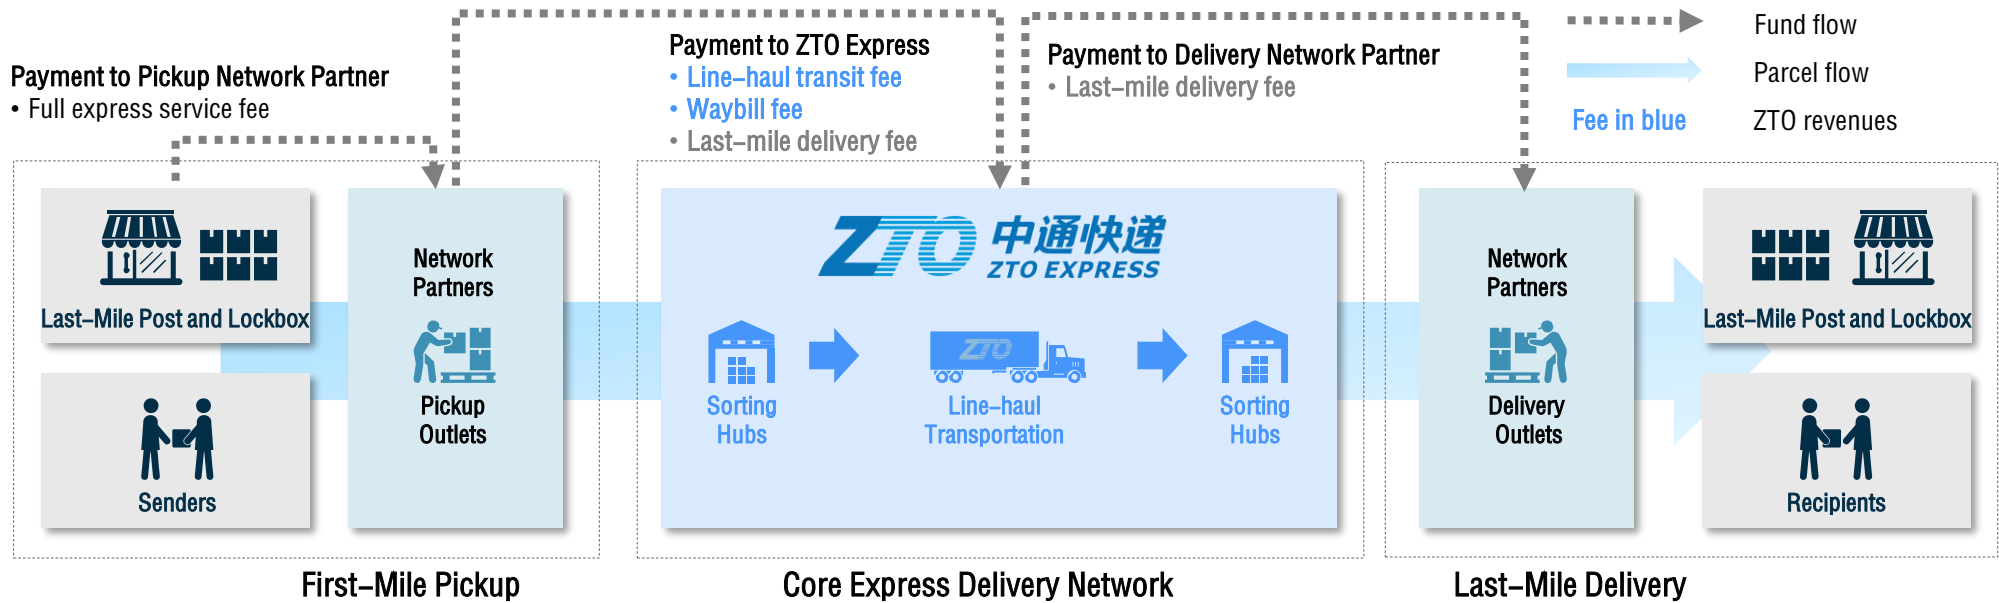 Payment to Pickup Network Partner
• Full express service fee
Payment to ZTO Express
• Line-haul transit fee
• Waybill fee
• Last-mile delivery fee
Payment to Delivery Network Partner
• Last-mile delivery fee
Fund flow
Parcel flow
Fee in blue
ZTO revenues
Last-Mile Post and Lockbox
Senders
Network
Partners
Pickup
Outlets
ZTO 中通快递
ZTO EXPRESS
Sorting
Hubs
ZTO
Line-haul
Transportation
Sorting
Hubs
Network
Partners
Delivery
Outlets
Last-Mile Post and Lockbox
Recipients
First-Mile Pickup
Core Express Delivery Network
Last-Mile Delivery